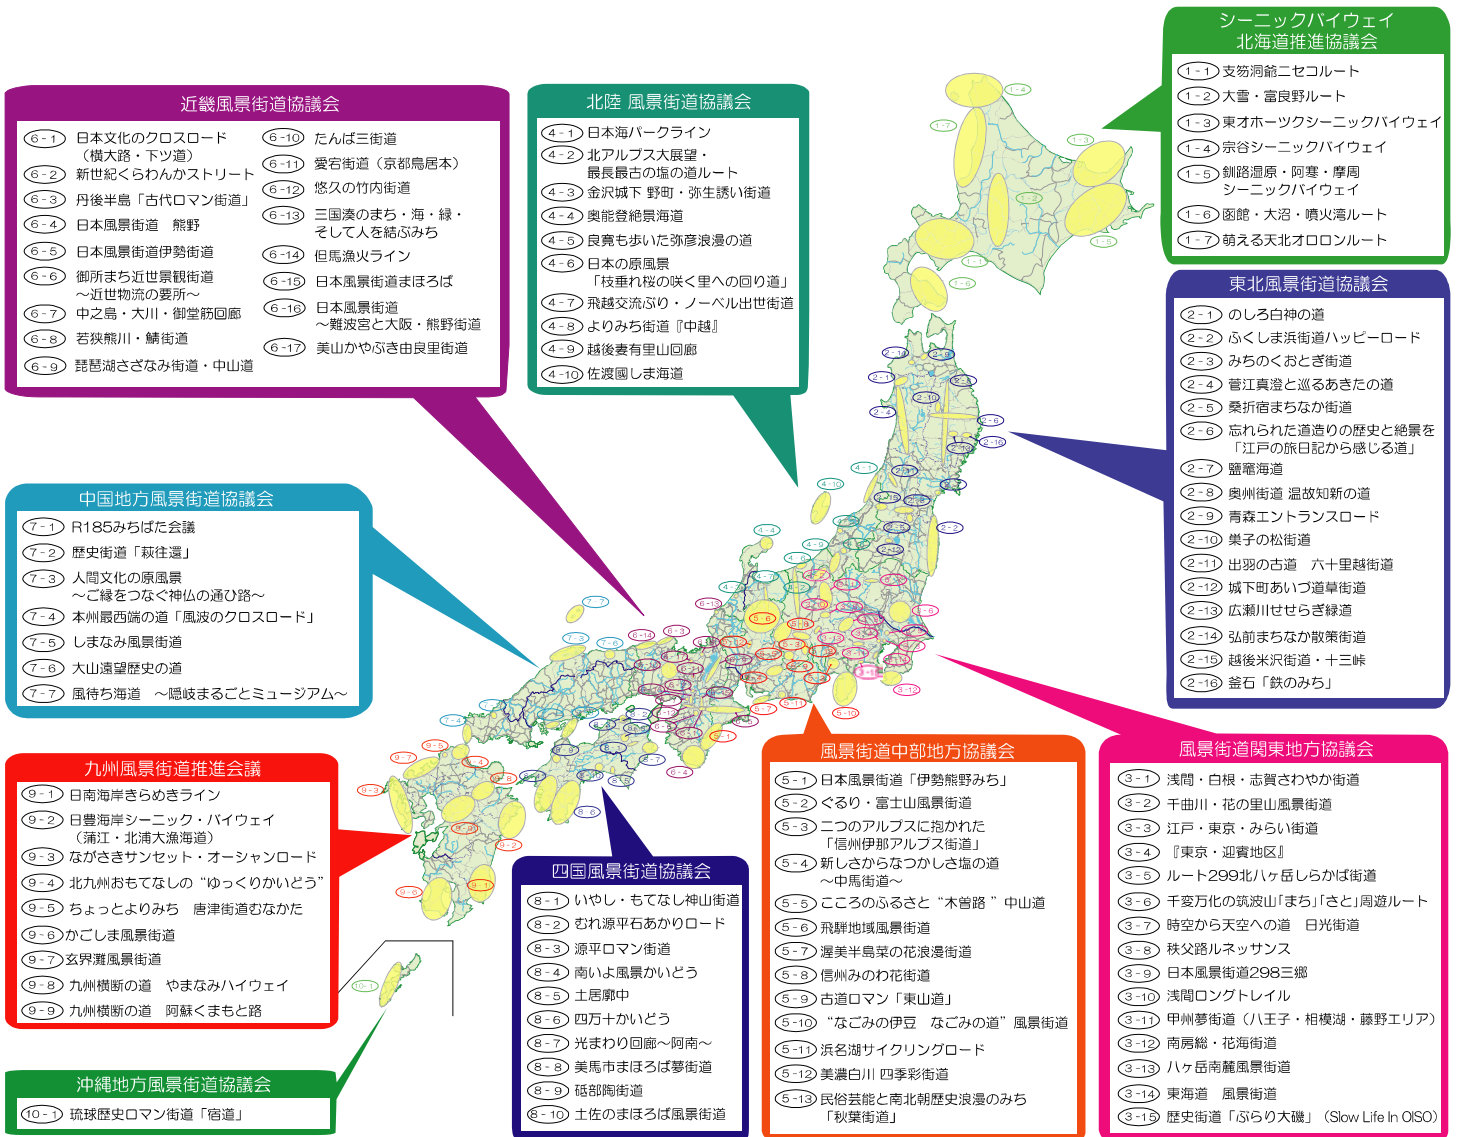 シーニックバイウェイ
北海道推進協議会
1-1 支笏洞爺ニセコルート
1-2 大雪・富良野ルート
1-3 東オホーツクシーニックバイウェイ
1-4 宗谷シーニックバイウェイ
1-5 釧路湿原・阿寒・摩周
シーニックバイウェイ
1-6 函館・大沼・噴火湾ルート
1-7 萌える天北オロロンルート
近畿風景街道協議会
6-1 日本文化のクロスロード
（横大路・下ツ道）
6-2 新世紀くらわんかストリート
6-3 丹後半島「古代ロマン街道」
6-4 日本風景街道　熊野
6-5 日本風景街道伊勢街道
6-6 御所まち近世景観街道
～近世物流の要所～
6-7 中之島・大川・御堂筋回廊
6-8 若狭熊川・鯖街道
6-9 琵琶湖さざなみ街道・中山道
6-10 たんば三街道
6-11 愛宕街道（京都鳥居本）
6-12 悠久の竹内街道
6-13 三国湊のまち・海・緑・
そして人を結ぶみち
6-14 但馬漁火ライン
6-15 日本風景街道まほろば
6-16 日本風景街道
～難波宮と大阪・熊野街道
6-17 美山かやぶき由良里街道
北陸 風景街道協議会
4-1 日本海パークライン
4-2 北アルプス大展望・
最長最古の塩の道ルート
4-3 金沢城下 野町・弥生誘い街道
4-4 奥能登絶景海道
4-5 良寛も歩いた弥彦浪漫の道
4-6 日本の原風景
「枝垂れ桜の咲く里への回り道」
4-7 飛越交流ぶり・ノーベル出世街道
4-8 よりみち街道『中越』
4-9 越後妻有里山回廊
4-10 佐渡國しま海道
東北風景街道協議会
2-1 のしろ白神の道
2-2 ふくしま浜街道ハッピーロード
2-3 みちのくおとぎ街道
2-4 菅江真澄と巡るあきたの道
2-5 桑折宿まちなか街道
2-6 忘れられた道造りの歴史と絶景を
「江戸の旅日記から感じる道」
2-7 鹽竈海道
2-8 奥州街道 温故知新の道
2-9 青森エントランスロード
2-10 巣子の松街道
2-11 出羽の古道　六十里越街道
2-12 城下町あいづ道草街道
2-13 広瀬川せせらぎ緑道
2-14 弘前まちなか散策街道
2-15 越後米沢街道・十三峠
2-16 釜石「鉄のみち」
中国地方風景街道協議会
7-1 R185みちばた会議
7-2 歴史街道「萩往還」
7-3 人間文化の原風景
～ご縁をつなぐ神仏の通ひ路～
7-4 本州最西端の道「風波のクロスロード」
7-5 しまなみ風景街道
7-6 大山遠望歴史の道
7-7 風待ち海道　～隠岐まるごとミュージアム～
九州風景街道推進会議
9-1 日南海岸きらめきライン
9-2 日豊海岸シーニック・バイウェイ
（蒲江・北浦大漁海道）
9-3 ながさきサンセット・オーシャンロード
9-4 北九州おもてなしの“ゆっくりかいどう”
9-5 ちょっとよりみち　唐津街道むなかた
9-6 かごしま風景街道
9-7 玄界灘風景街道
9-8 九州横断の道　やまなみハイウェイ
9-9 九州横断の道　阿蘇くまもと路
沖縄地方風景街道協議会
10-1 琉球歴史ロマン街道「宿道」
四国風景街道協議会
8-1 いやし・もてなし神山街道
8-2 むれ源平石あかりロード
8-3 源平ロマン街道
8-4 南いよ風景かいどう
8-5 土居廓中
8-6 四万十かいどう
8-7 光まわり回廊～阿南～
8-8 美馬市まほろば夢街道
8-9 砥部陶街道
8-10 土佐のまほろば風景街道
風景街道中部地方協議会
5-1 日本風景街道「伊勢熊野みち」
5-2 ぐるり・富士山風景街道
5-3 二つのアルプスに抱かれた
「信州伊那アルプス街道」
5-4 新しさからなつかしさ塩の道
～中馬街道～
5-5 こころのふるさと“木曽路 ”中山道
5-6 飛騨地域風景街道
5-7 渥美半島菜の花浪漫街道
5-8 信州みのわ花街道
5-9 古道ロマン「東山道」
5-10 “なごみの伊豆　なごみの道”風景街道
5-11 浜名湖サイクリングロード
5-12 美濃白川 四季彩街道
5-13 民俗芸能と南北朝歴史浪漫のみち
「秋葉街道」
風景街道関東地方協議会
3-1 浅間・白根・志賀さわやか街道
3-2 千曲川・花の里山風景街道
3-3 江戸・東京・みらい街道
3-4 『東京・迎賓地区』
3-5 ルート299北八ヶ岳しらかば街道
3-6 千変万化の筑波山「まち」「さと」周遊ルート
3-7 時空から天空への道　日光街道
3-8 秩父路ルネッサンス
3-9 日本風景街道298三郷
3-10 浅間ロングトレイル
3-11 甲州夢街道（八王子・相模湖・藤野エリア）
3-12 南房総・花海街道
3-13 八ヶ岳南麓風景街道
3-14 東海道　風景街道
3-15 歴史街道「ぶらり大磯」（Slow Life In OISO）